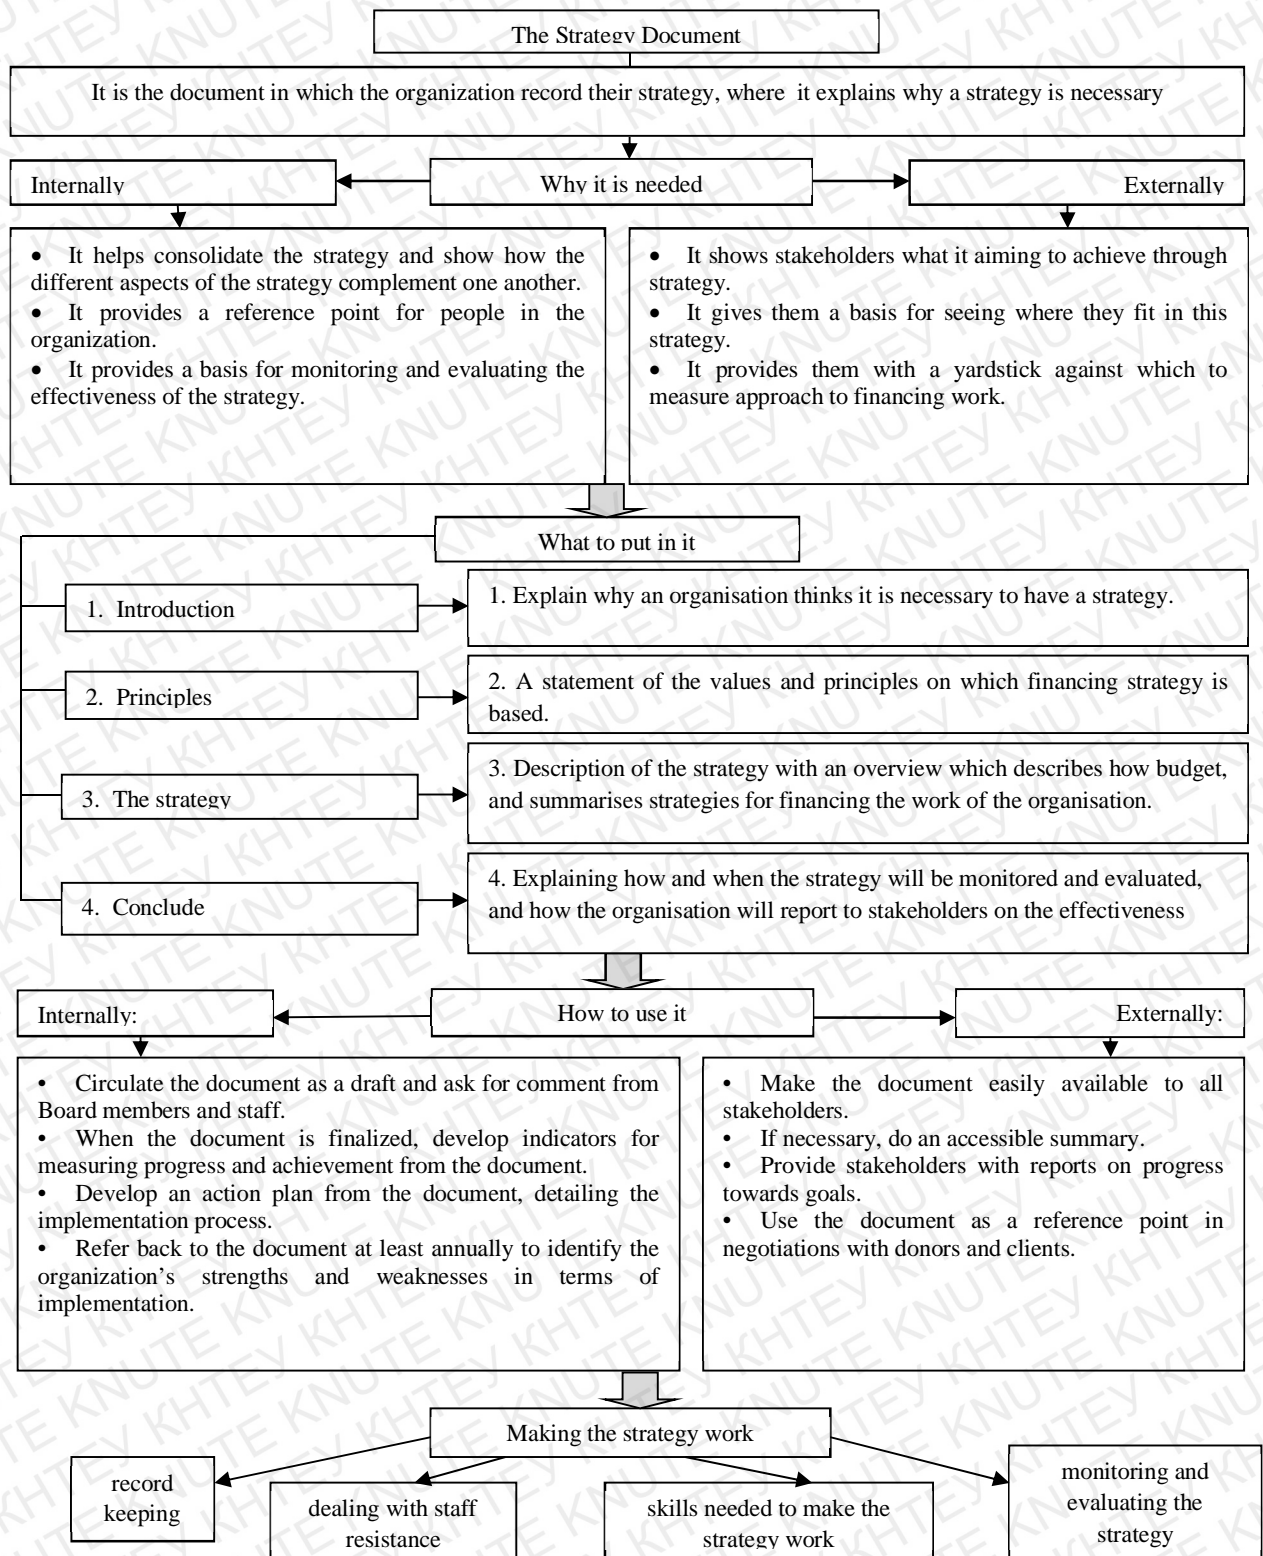 The Strategy Document
It is the document in which the organization record their strategy, where it explains why a strategy is necessary
Internally
Why it is needed
Externally
• It helps consolidate the strategy and show how the
different aspects of the strategy complement one another.
• It provides a reference point for people in the
organization.
• It provides a basis for monitoring and evaluating the
effectiveness of the strategy.
• It shows stakeholders what it aiming to achieve through
strategy.
• It gives them a basis for seeing where they fit in this
strategy.
• It provides them with a yardstick against which to
measure approach to financing work.
What to put in it
1. Introduction
1. Explain why an organisation thinks it is necessary to have a strategy.
2. Principles
2. A statement of the values and principles on which financing strategy is
based.
3. The strategy
3. Description of the strategy with an overview which describes how budget,
and summarises strategies for financing the work of the organisation.
4. Conclude
4. Explaining how and when the strategy will be monitored and evaluated,
and how the organisation will report to stakeholders on the effectiveness
Internally:
How to use it
Externally:
• Circulate the document as a draft and ask for comment from
Board members and staff.
• When the document is finalized, develop indicators for
measuring progress and achievement from the document.
• Develop an action plan from the document, detailing the
implementation process.
• Refer back to the document at least annually to identify the
organization’s strengths and weaknesses in terms of
implementation.
• Make the document easily available to all
stakeholders.
• If necessary, do an accessible summary.
• Provide stakeholders with reports on progress
towards goals.
• Use the document as a reference point in
negotiations with donors and clients.
Making the strategy work
record
keeping
dealing with staff
resistance
skills needed to make the
strategy work
monitoring and
evaluating the
strategy
KNUTE КНТЕУ